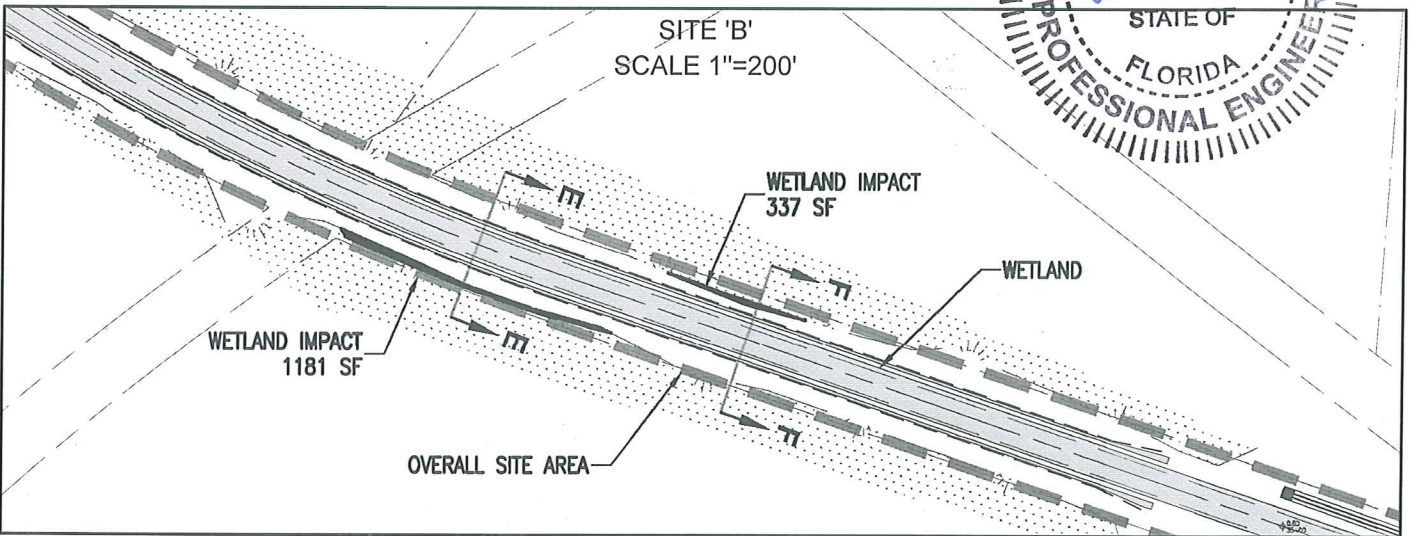 SITE 'B'
SCALE 1"=200'
STATE OF
FLORIDA
PROFESSIONAL ENGINEER
WETLAND IMPACT
337 SF
E
F
WETLAND
WETLAND IMPACT
1181 SF
E
F
OVERALL SITE AREA